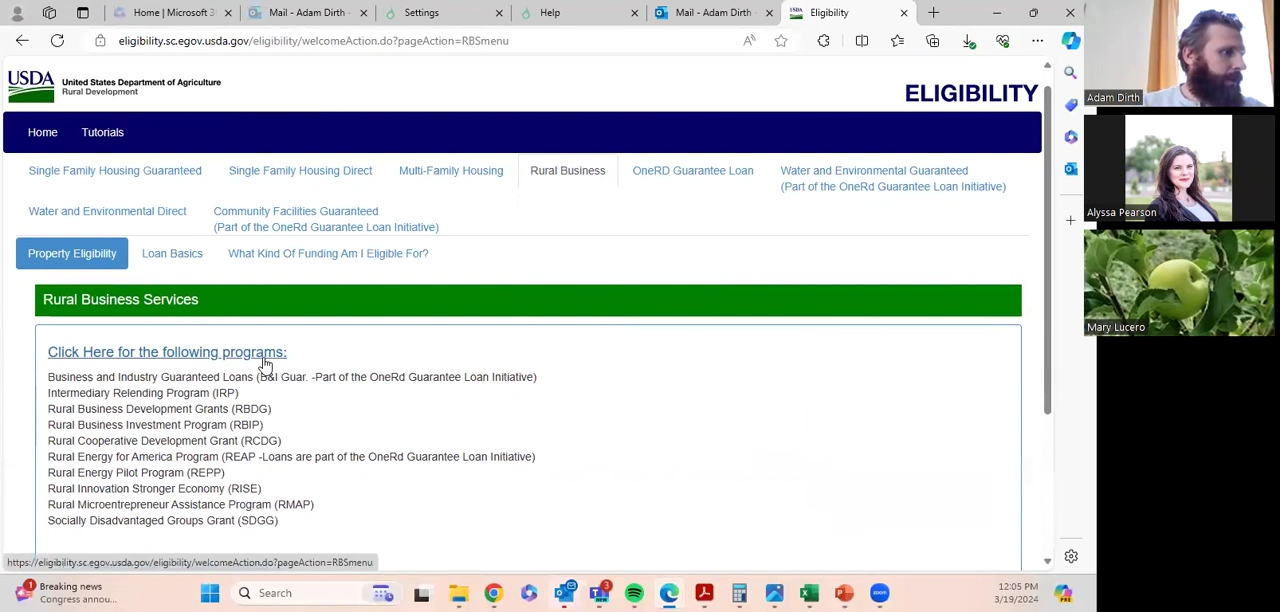 Home | Microsoft 3
Mail - Adam Dirth -
Settings
Help
Mail - Adam Dirth
USDA
Eligibility
eligibility.sc.egov.usda.gov/eligibility/welcomeAction.do?pageAction=RBSmenu
USDA
United States Department of Agriculture
Rural Development
ELIGIBILITY
Home
Tutorials
Single Family Housing Guaranteed
Single Family Housing Direct
Multi-Family Housing
Rural Business
OneRD Guarantee Loan
Water and Environmental Guaranteed
(Part of the OneRd Guarantee Loan Initiative)
Water and Environmental Direct
Community Facilities Guaranteed
(Part of the OneRd Guarantee Loan Initiative)
Property Eligibility
Loan Basics
What Kind Of Funding Am I Eligible For?
Rural Business Services
Click Here for the following programs:
Business and Industry Guaranteed Loans (B&I Guar. -Part of the OneRd Guarantee Loan Initiative)
Intermediary Relending Program (IRP)
Rural Business Development Grants (RBDG)
Rural Business Investment Program (RBIP)
Rural Cooperative Development Grant (RCDG)
Rural Energy for America Program (REAP -Loans are part of the OneRd Guarantee Loan Initiative)
Rural Energy Pilot Program (REPP)
Rural Innovation Stronger Economy (RISE)
Rural Microentrepreneur Assistance Program (RMAP)
Socially Disadvantaged Groups Grant (SDGG)
https://eligibility.sc.egov.usda.gov/eligibility/welcomeAction.do?pageAction=RBSmenu
Adam Dirth
Alyssa Pearson
Mary Lucero
1
Breaking news
Congress annou...
Search
3
12:05 PM
3/19/2024
PRE